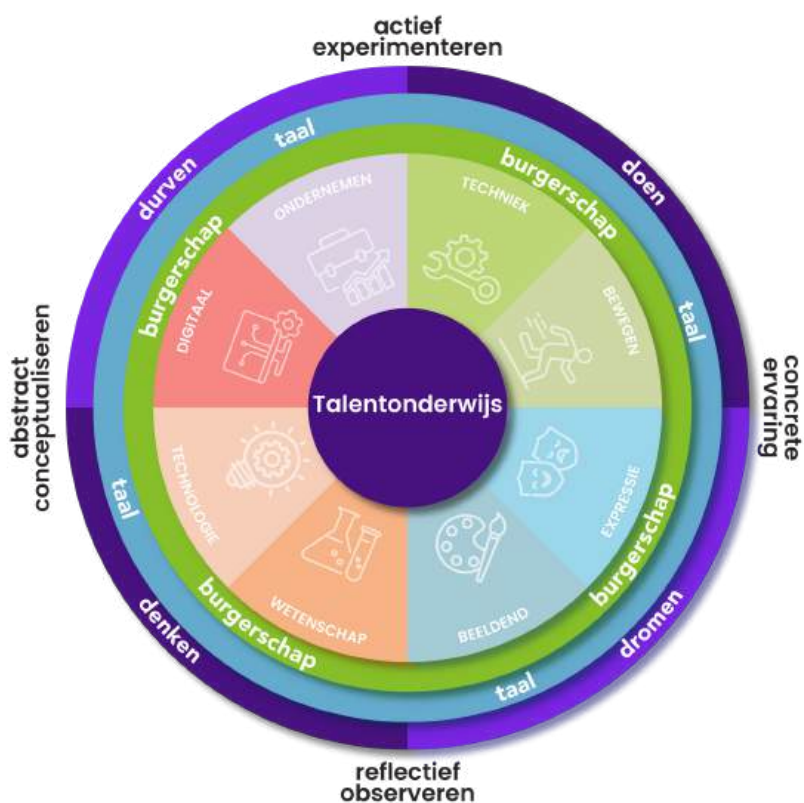 actief
experimenteren
durven
doen
taal
taal
taal
taal
burgerschap
burgerschap
burgerschap
burgerschap
ONDERNEMEN
TECHNIEK
BEWEGEN
EXPRESSIE
BEELDEND
WETENSCHAP
TECHNOLOGIE
DIGITAAL
Talentonderwijs
abstract
conceptualiseren
concrete
ervaring
denken
dromen
reflectief
observeren